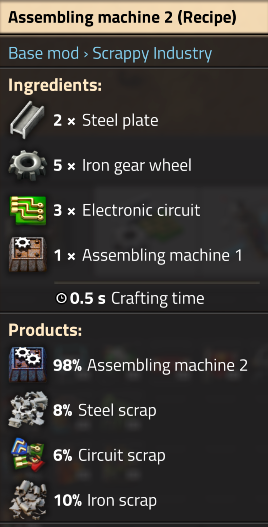 Assembling machine 2 (Recipe)
Base mod › Scrappy Industry
Ingredients:
2 × Steel plate
5 × Iron gear wheel
3 × Electronic circuit
1 × Assembling machine 1
0.5 s Crafting time
Products:
98% Assembling machine 2
8% Steel scrap
6% Circuit scrap
10% Iron scrap